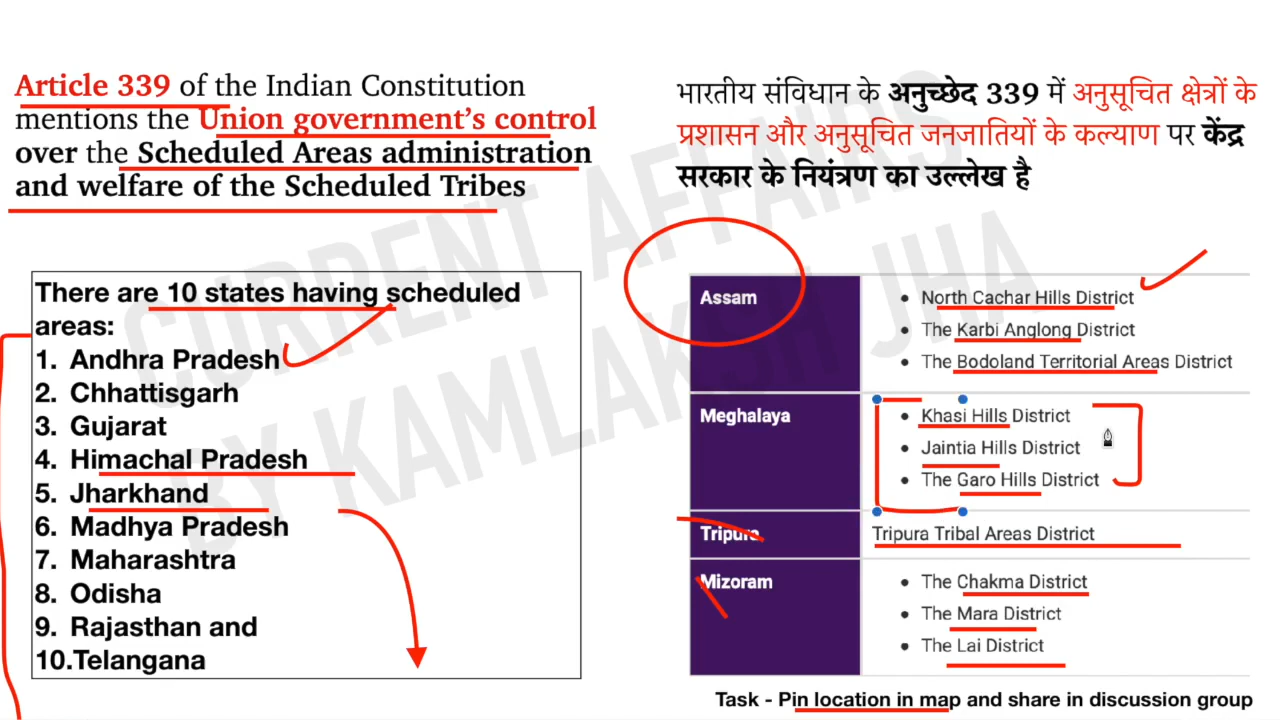 Article 339 of the Indian Constitution
mentions the Union government's control
over the Scheduled Areas administration
and welfare of the Scheduled Tribes
भारतीय संविधान के अनुच्छेद 339 में अनुसूचित क्षेत्रों के
प्रशासन और अनुसूचित जनजातियों के कल्याण पर केंद्र
सरकार के नियंत्रण का उल्लेख है
There are 10 states having scheduled
areas:
1. Andhra Pradesh
2. Chhattisgarh
3. Gujarat
4. Himachal Pradesh
5. Jharkhand
6. Madhya Pradesh
7. Maharashtra
8. Odisha
9. Rajasthan and
10.Telangana
Assam
North Cachar Hills District
The Karbi Anglong District
The Bodoland Territorial Areas District
Meghalaya
Khasi Hills District
Jaintia Hills District
The Garo Hills District
Tripura
Tripura Tribal Areas District
Mizoram
The Chakma District
The Mara District
The Lai District
Task - Pin location in map and share in discussion group
CURRENT AFFAIRS
BY KAMLAKSH JHA